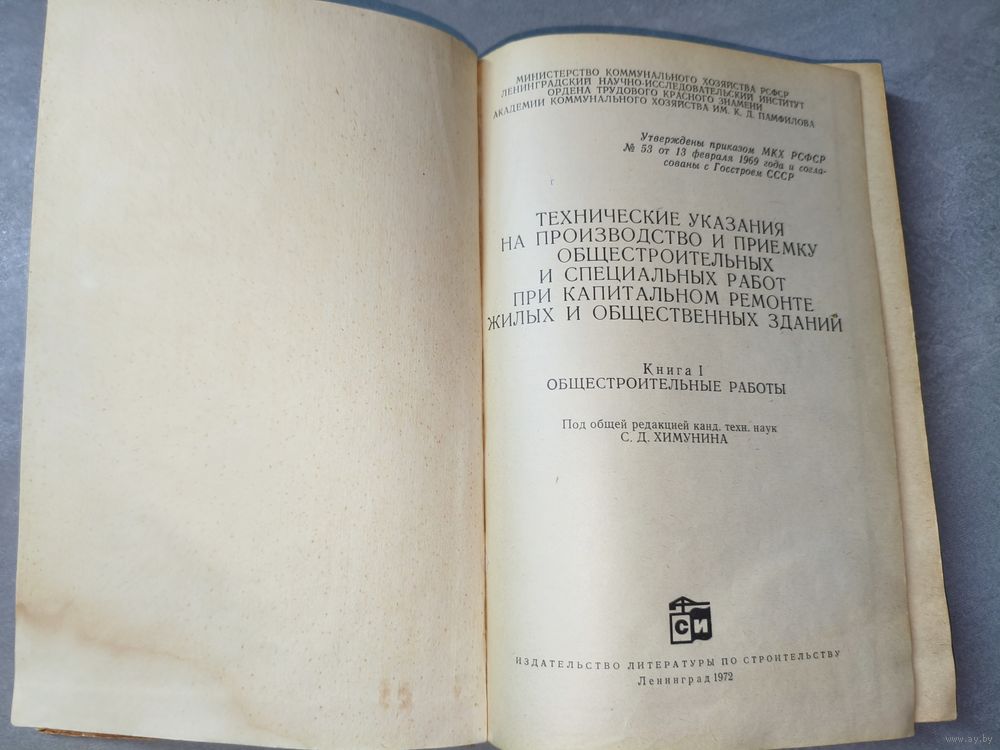 МИНИСТЕРСТВО КОММУНАЛЬНОГО ХОЗЯЙСТВА РСФСР
ЛЕНИНГРАДСКИЙ НАУЧНО-ИССЛЕДОВАТЕЛЬСКИЙ ИНСТИТУТ
ОРДЕНА ТРУДОВОГО КРАСНОГО ЗНАМЕНИ
АКАДЕМИИ КОММУНАЛЬНОГО ХОЗЯЙСТВА ИМ. К. Д. ПАМФИЛОВА
Утверждены приказом МКХ РСФСР
№ 53 от 13 февраля 1969 года и согла-
сованы с Госстроем СССР
ТЕХНИЧЕСКИЕ УКАЗАНИЯ
НА ПРОИЗВОДСТВО И ПРИЕМКУ
ОБЩЕСТРОИТЕЛЬНЫХ
И СПЕЦИАЛЬНЫХ РАБОТ
ПРИ КАПИТАЛЬНОМ РЕМОНТЕ
ЖИЛЫХ И ОБЩЕСТВЕННЫХ ЗДАНИЙ
Книга I
ОБЩЕСТРОИТЕЛЬНЫЕ РАБОТЫ
Под общей редакцией канд. техн. наук
С. Д. ХИМУНИНА
СИ
ИЗДАТЕЛЬСТВО ЛИТЕРАТУРЫ ПО СТРОИТЕЛЬСТВУ
Ленинград 1972
www.ay.by